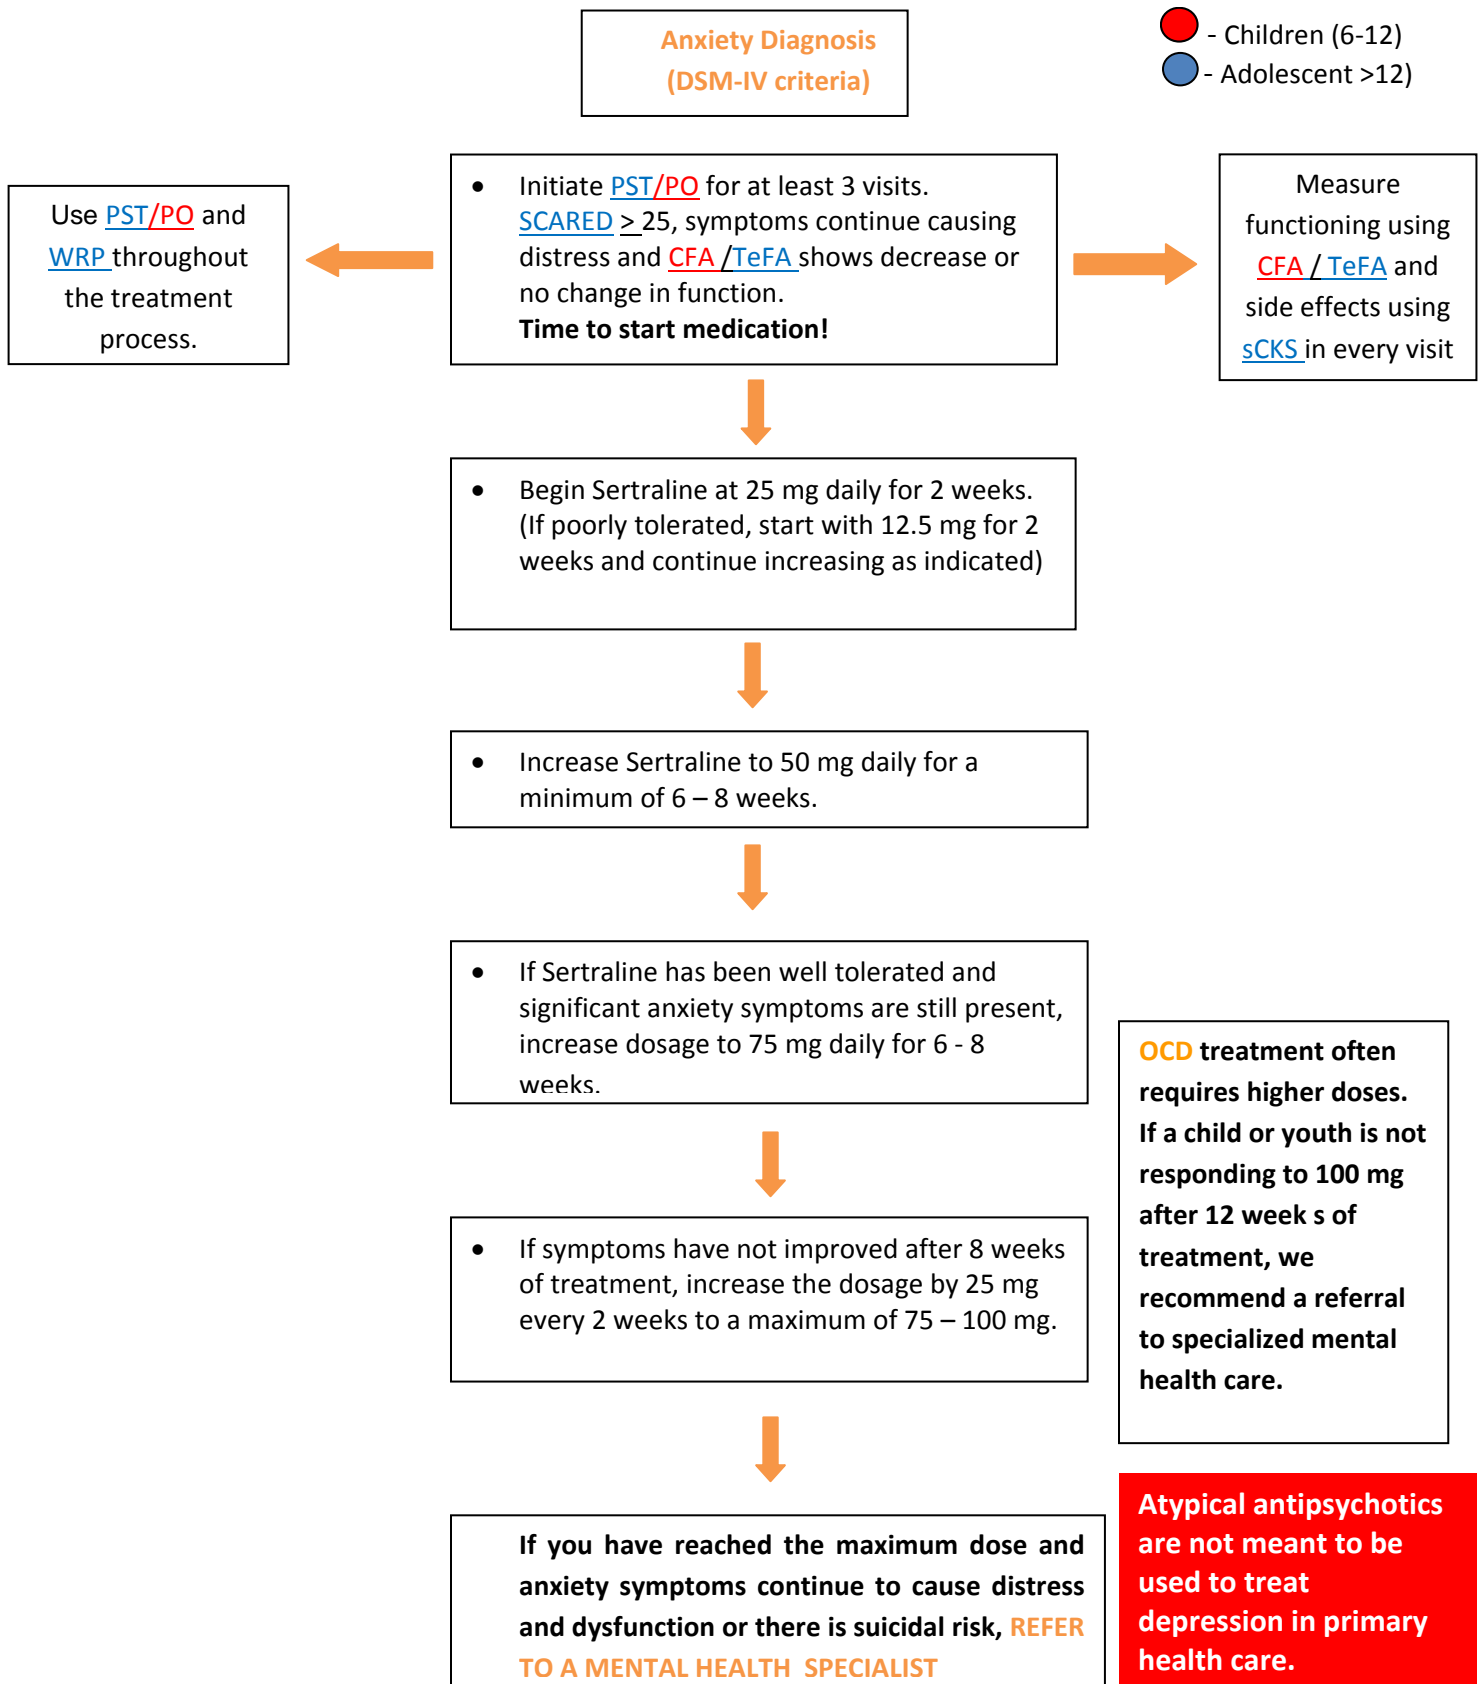 Anxiety Diagnosis
(DSM-IV criteria)
- Children (6-12)
- Adolescent >12)
Use PST/PO and
WRP throughout
the treatment
process.
• Initiate PST/PO for at least 3 visits.
SCARED > 25, symptoms continue causing
distress and CFA /TeFA shows decrease or
no change in function.
Time to start medication!
Measure
functioning using
CFA / TeFA and
side effects using
sCKS in every visit
• Begin Sertraline at 25 mg daily for 2 weeks.
(If poorly tolerated, start with 12.5 mg for 2
weeks and continue increasing as indicated)
• Increase Sertraline to 50 mg daily for a
minimum of 6 – 8 weeks.
• If Sertraline has been well tolerated and
significant anxiety symptoms are still present,
increase dosage to 75 mg daily for 6 - 8
weeks.
OCD treatment often
requires higher doses.
If a child or youth is not
responding to 100 mg
after 12 week s of
treatment, we
recommend a referral
to specialized mental
health care.
• If symptoms have not improved after 8 weeks
of treatment, increase the dosage by 25 mg
every 2 weeks to a maximum of 75 – 100 mg.
If you have reached the maximum dose and
anxiety symptoms continue to cause distress
and dysfunction or there is suicidal risk, REFER
TO A MENTAL HEALTH SPECIALIST
Atypical antipsychotics
are not meant to be
used to treat
depression in primary
health care.